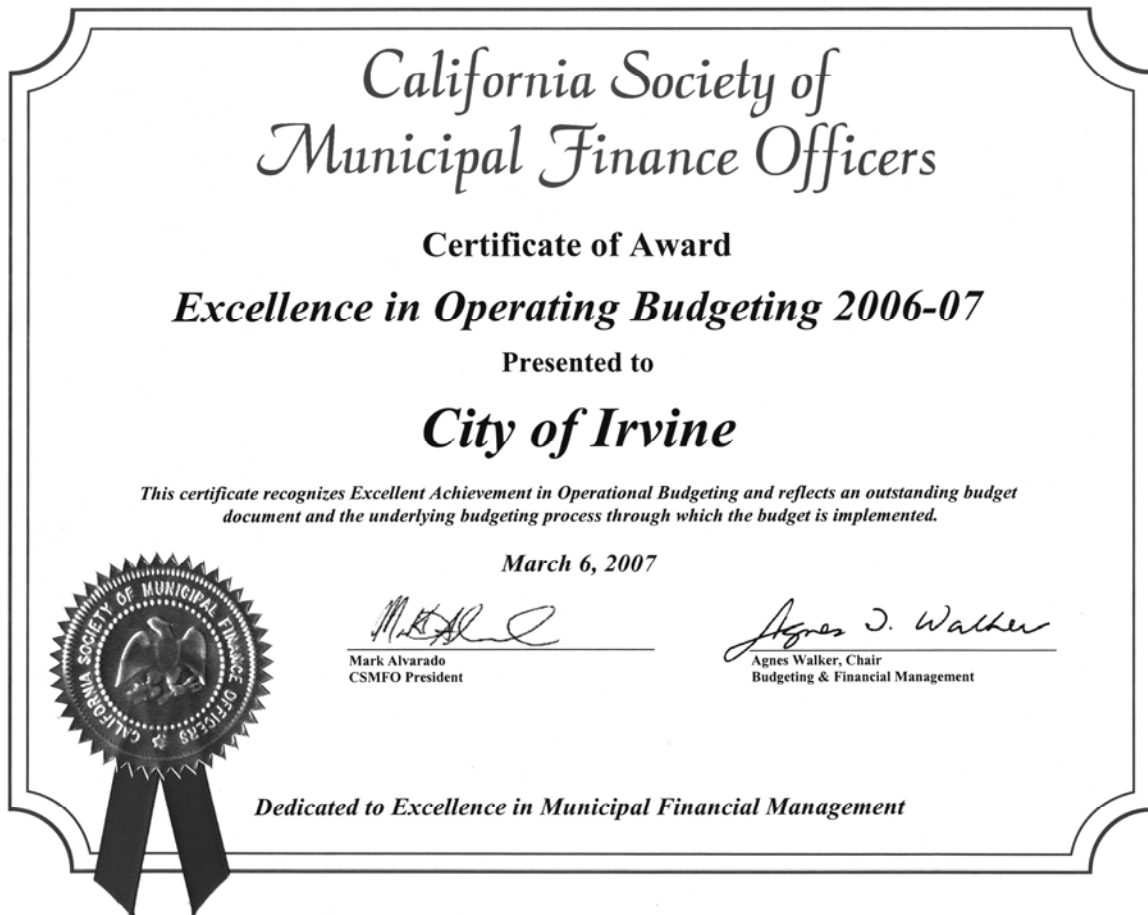 California Society of
Municipal Finance Officers
Certificate of Award
Excellence in Operating Budgeting 2006-07
Presented to
City of Irvine
This certificate recognizes Excellent Achievement in Operational Budgeting and reflects an outstanding budget
document and the underlying budgeting process through which the budget is implemented.
March 6, 2007
CALIFORNIA SOCIETY OF MUNICIPAL FINANCE OFFICERS
Agnes D. Walker
Mark Alvarado
CSMFO President
Agnes Walker, Chair
Budgeting & Financial Management
Dedicated to Excellence in Municipal Financial Management